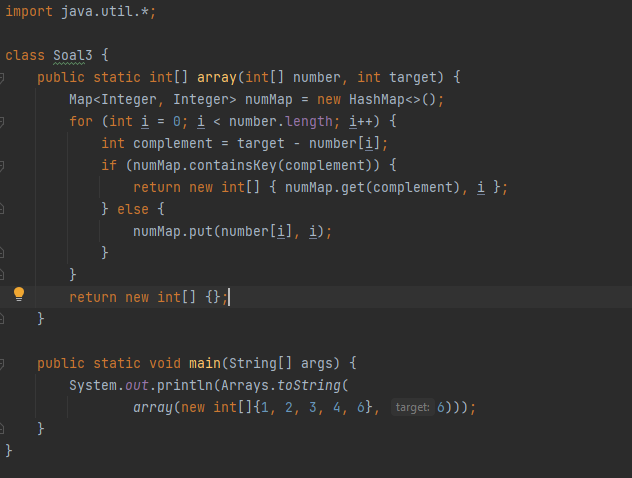 import java.util.*;
class Soal3 {
public static int[] array(int[] number, int target) {
Map<Integer, Integer> numMap = new HashMap<>();
for (int i = 0; i < number.length; i++) {
int complement = target - number[i];
if (numMap.containsKey(complement)) {
return new int[] { numMap.get(complement), i };
} else {
numMap.put(number[i], i);
}
}
return new int[] {};
}
public static void main(String[] args) {
System.out.println(Arrays.toString(
array(new int[]{1, 2, 3, 4, 6}, target: 6)));
}
}